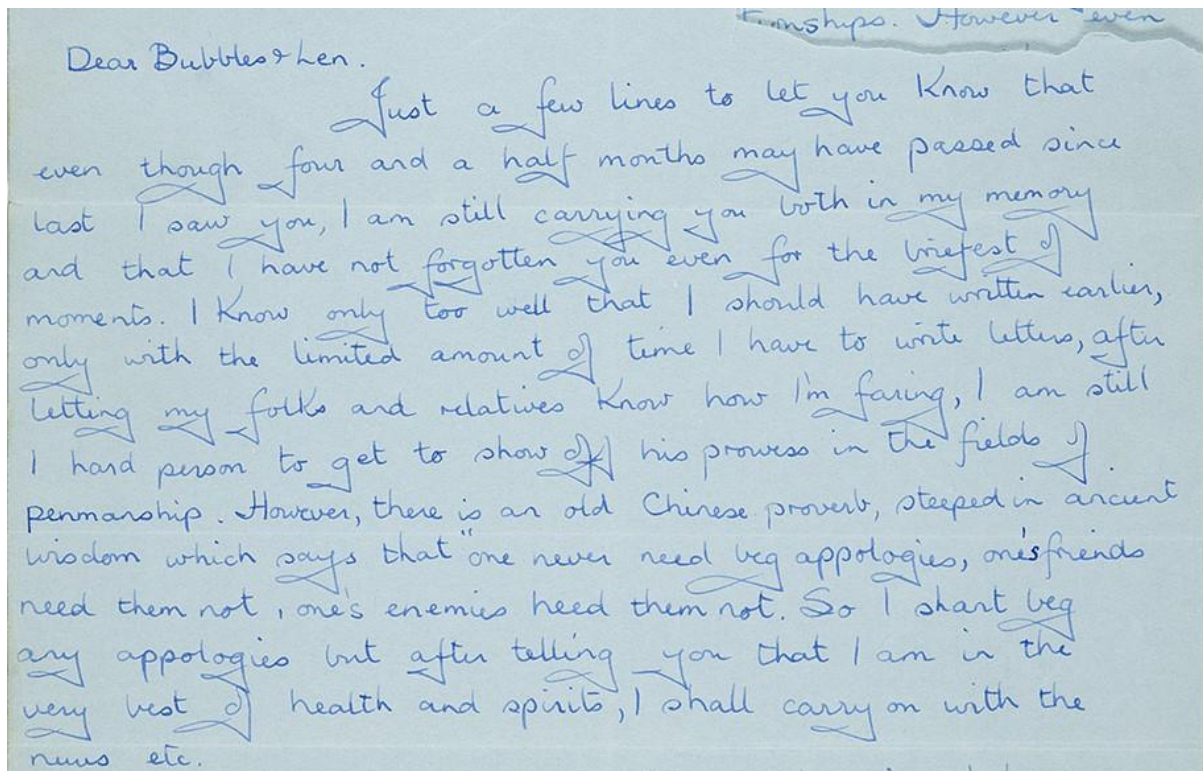 tionships. However even
Dear Bubbles & Len.
Just a few lines to let you know that
even though four and a half months may have passed since
last I saw you, I am still carrying you both in my memory
and that I have not forgotten you even for the briefest of
moments. I know only too well that I should have written earlier,
only with the limited amount of time I have to write letters, after
letting my folks and relatives know how I'm faring, I am still
I hard person to get to show off his prowess in the fields of
penmanship. However, there is an old Chinese proverb, steeped in ancient
wisdom which says that "one never need beg appologies, one's friends
need them not, one's enemies heed them not. So I shant beg
any appologies but after telling you that I am in the
very best of health and spirits, I shall carry on with the
news etc.